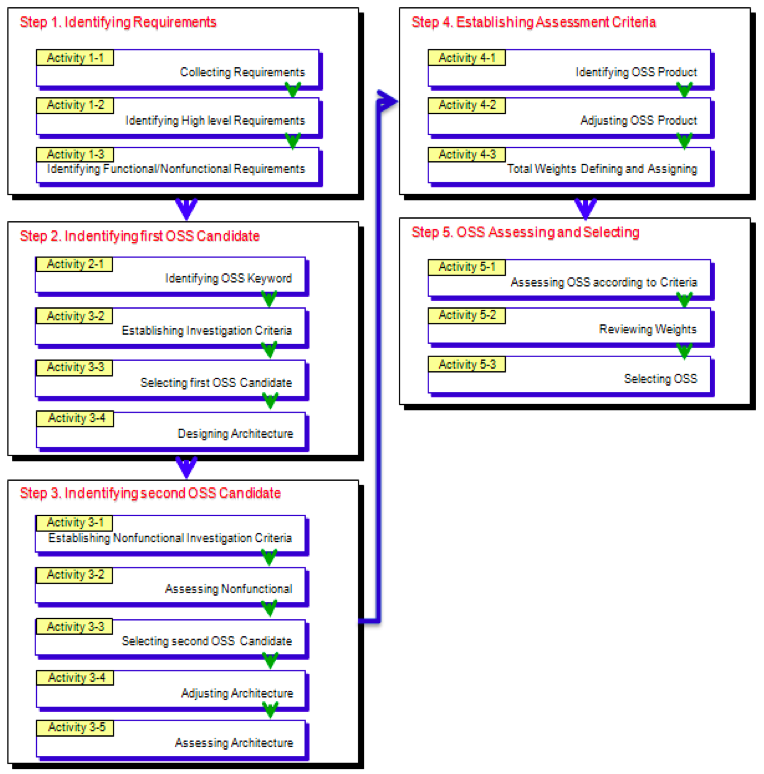 Step 1. Identifying Requirements
Activity 1-1
Collecting Requirements
Activity 1-2
Identifying High level Requirements
Activity 1-3
Identifying Functional/Nonfunctional Requirements
Step 2. Indentifying first OSS Candidate
Activity 2-1
Identifying OSS Keyword
Activity 3-2
Establishing Investigation Criteria
Activity 3-3
Selecting first OSS Candidate
Activity 3-4
Designing Architecture
Step 3. Indentifying second OSS Candidate
Activity 3-1
Establishing Nonfunctional Investigation Criteria
Activity 3-2
Assessing Nonfunctional
Activity 3-3
Selecting second OSS Candidate
Activity 3-4
Adjusting Architecture
Activity 3-5
Assessing Architecture
Step 4. Establishing Assessment Criteria
Activity 4-1
Identifying OSS Product
Activity 4-2
Adjusting OSS Product
Activity 4-3
Total Weights Defining and Assigning
Step 5. OSS Assessing and Selecting
Activity 5-1
Assessing OSS according to Criteria
Activity 5-2
Reviewing Weights
Activity 5-3
Selecting OSS